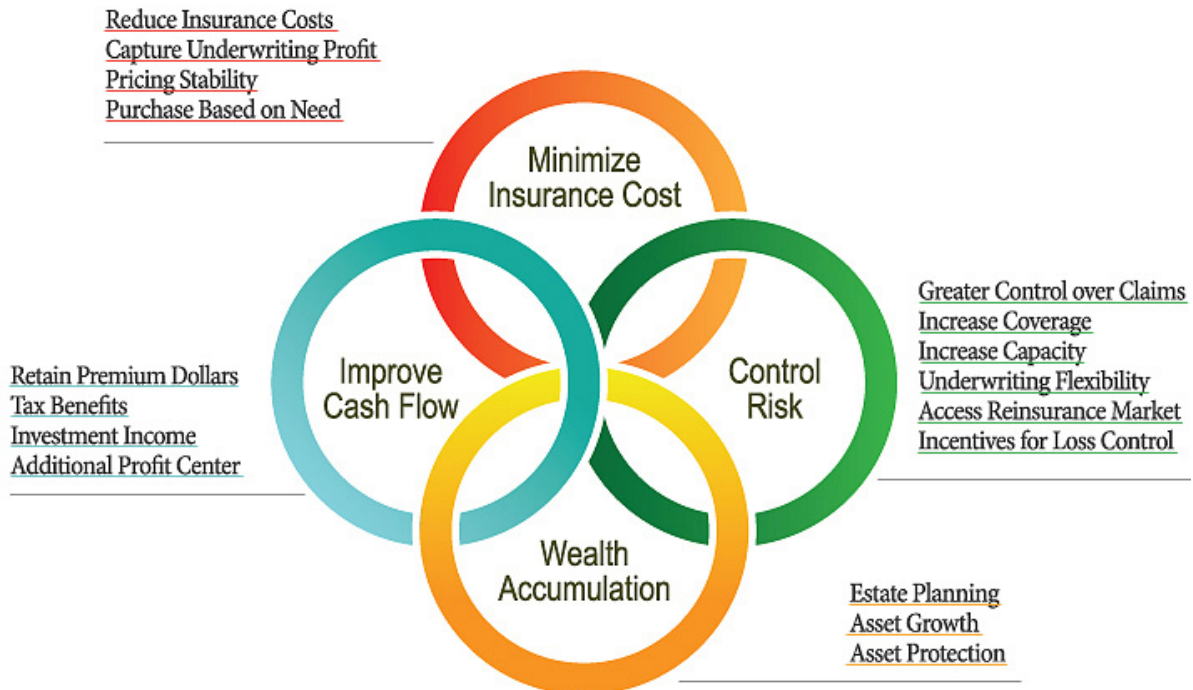 Reduce Insurance Costs
Capture Underwriting Profit
Pricing Stability
Purchase Based on Need
Minimize
Insurance Cost
Greater Control over Claims
Increase Coverage
Increase Capacity
Underwriting Flexibility
Access Reinsurance Market
Incentives for Loss Control
Control
Risk
Improve
Cash Flow
Retain Premium Dollars
Tax Benefits
Investment Income
Additional Profit Center
Wealth
Accumulation
Estate Planning
Asset Growth
Asset Protection